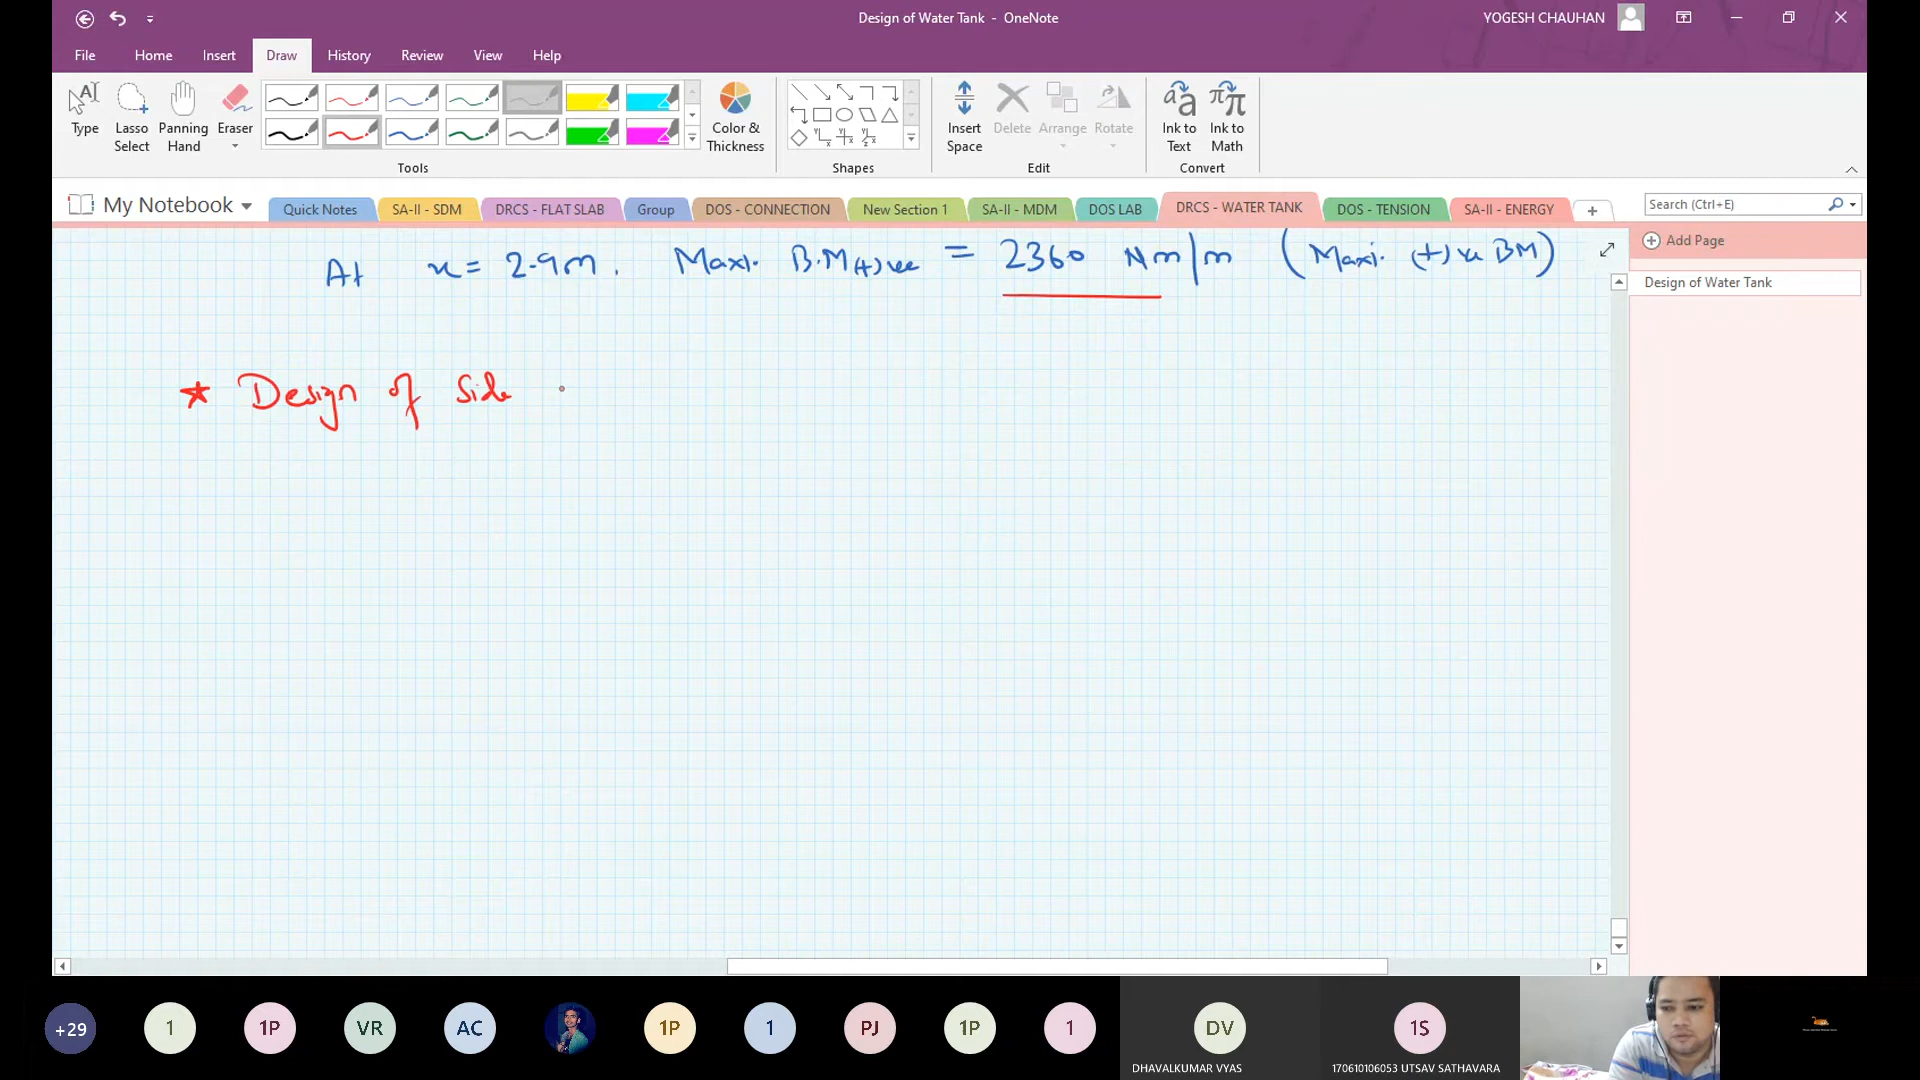 Design of Water Tank - OneNote
YOGESH CHAUHAN
File Home Insert Draw History Review View Help
Type
Lasso Select
Panning Hand
Eraser
Color & Thickness
Insert Space
Delete
Arrange
Rotate
Ink to Text
Ink to Math
Tools
Shapes
Edit
Convert
My Notebook
Quick Notes
SA-II - SDM
DRCS - FLAT SLAB
Group
DOS - CONNECTION
New Section 1
SA-II - MDM
DOS LAB
DRCS - WATER TANK
DOS - TENSION
SA-II - ENERGY
Search (Ctrl+E)
Add Page
Design of Water Tank
At x = 2.9m. Maxi. B.M(+)ve = 2360 Nm/m (Maxi. (+)ve BM)
★ Design of Side
+29
1
1P
VR
AC
1P
1
PJ
1P
1
DV
DHAVALKUMAR VYAS
1S
170610106053 UTSAV SATHAVARA